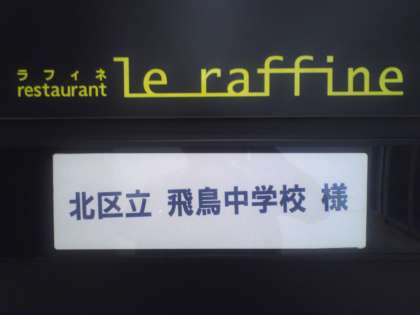 ラフィネ
restaurant le raffine
北区立 飛鳥中学校 様